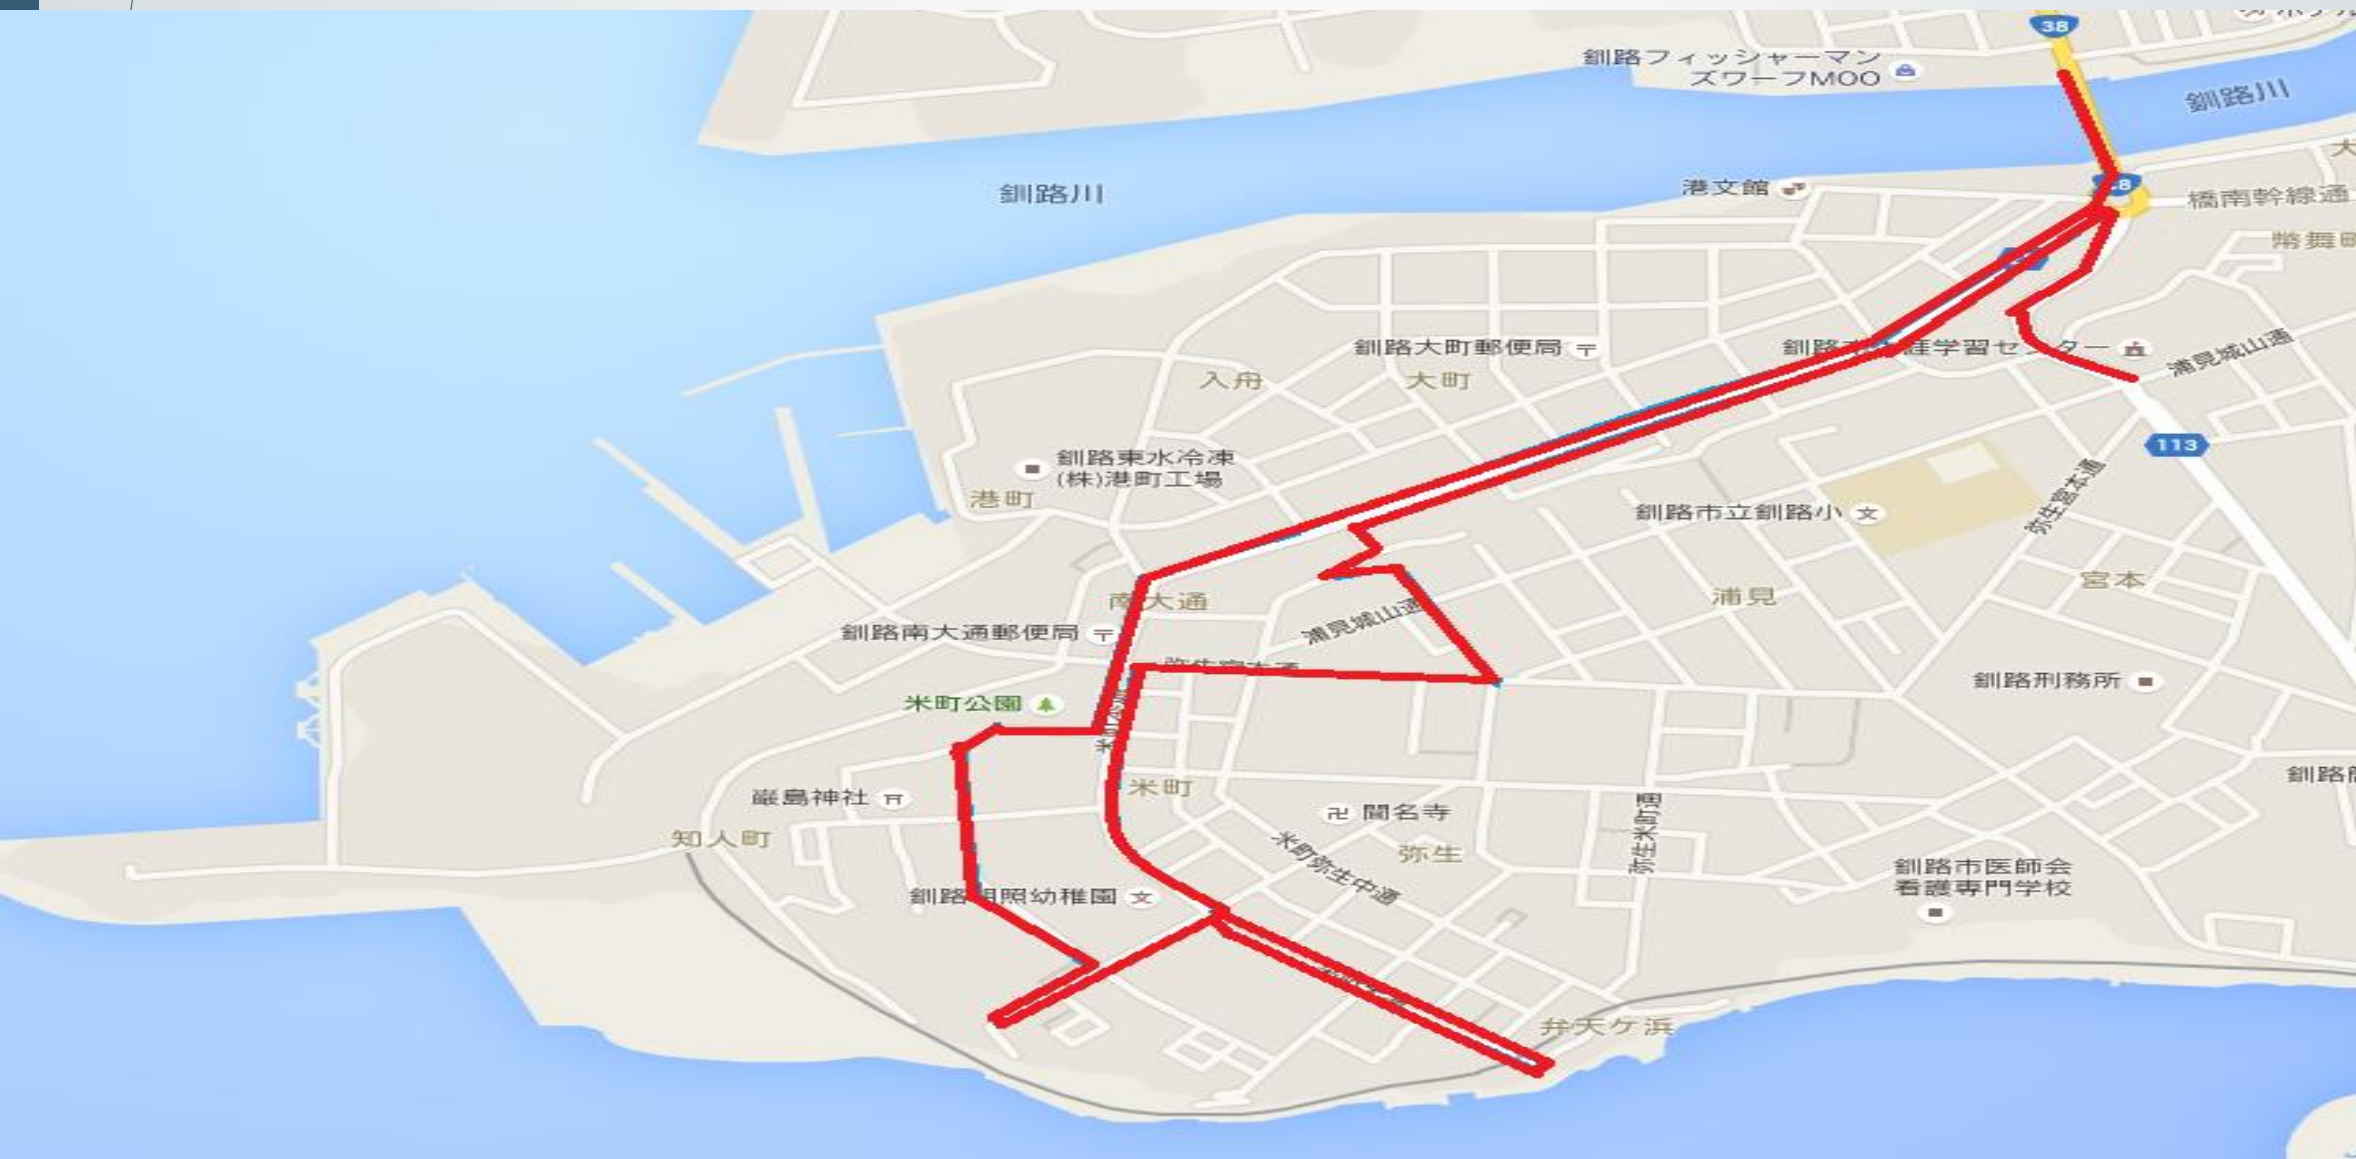 38
釧路フィッシャーマン
ズワーフMOO
釧路川
釧路川
港文館
橋南幹線通
釧路大町郵便局
入舟
大町
浦見城山通
釧路東水冷凍
(株)港町工場
港町
113
弥生宮本通
釧路市立釧路小
浦見
宮本
南大通
浦見城山通
釧路南大通郵便局
釧路刑務所
米町公園
米町
厳島神社
知人町
聞名寺
弥生米町通
米町弥生中通
弥生
釧路市医師会
看護専門学校
弁天ケ浜